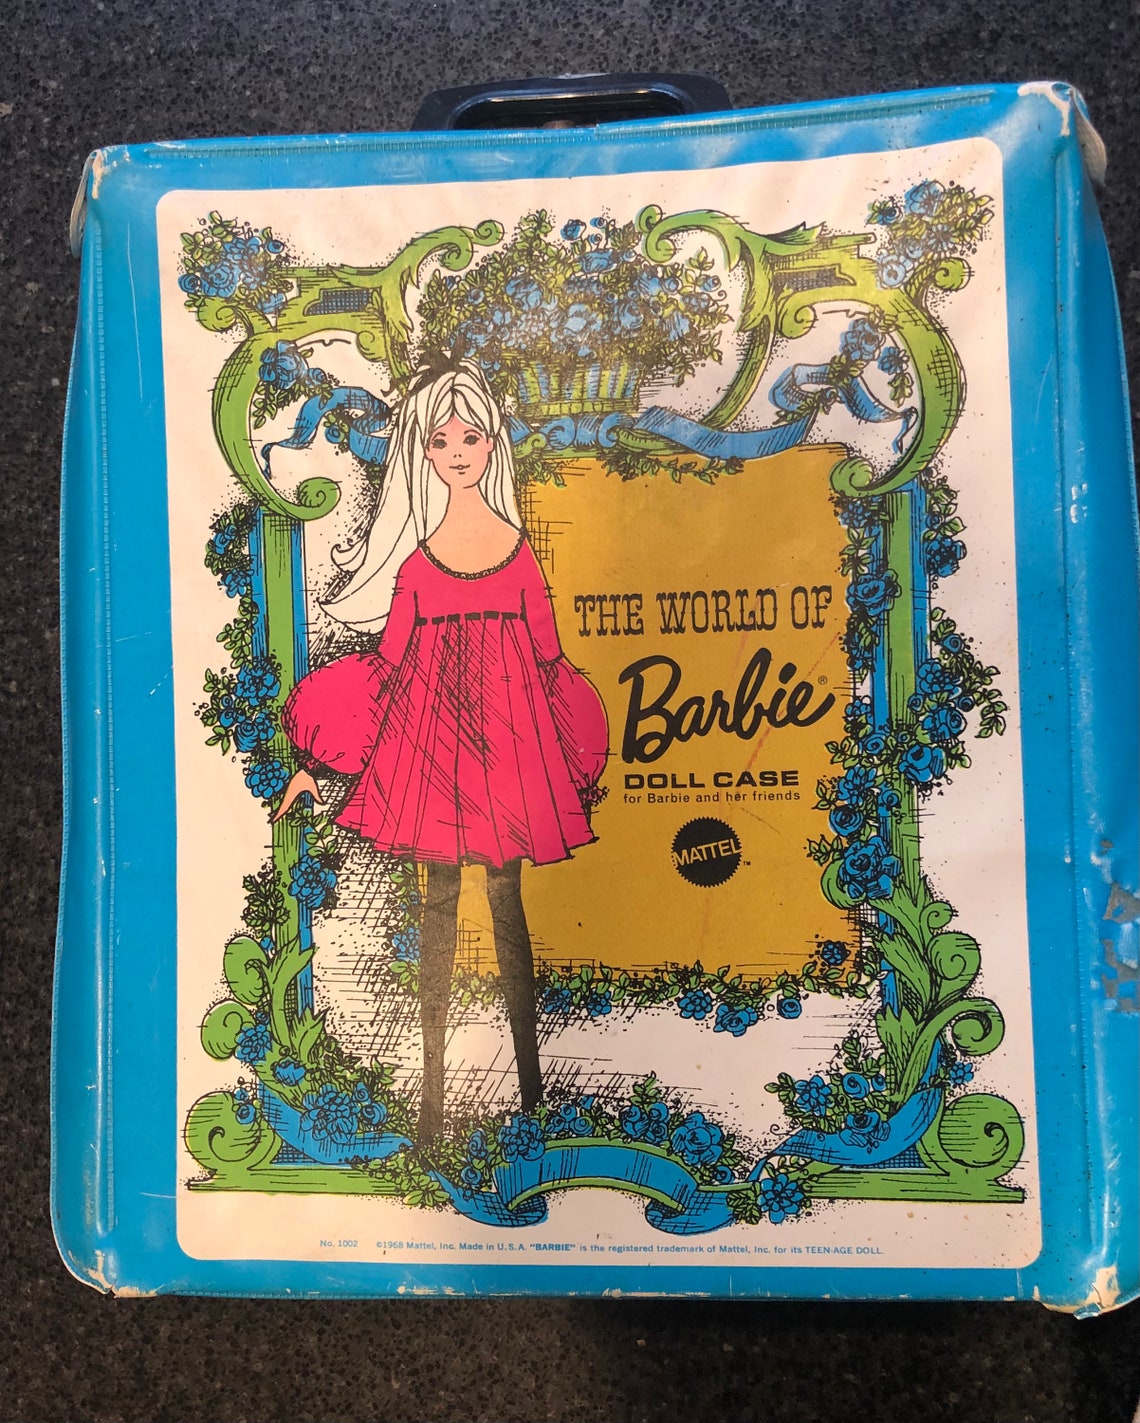 THE WORLD OF
Barbie®
DOLL CASE
for Barbie and her friends
MATTEL™
No. 1002 ©1968 Mattel, Inc. Made in U.S.A. "BARBIE" is the registered trademark of Mattel, Inc. for its TEEN-AGE DOLL.